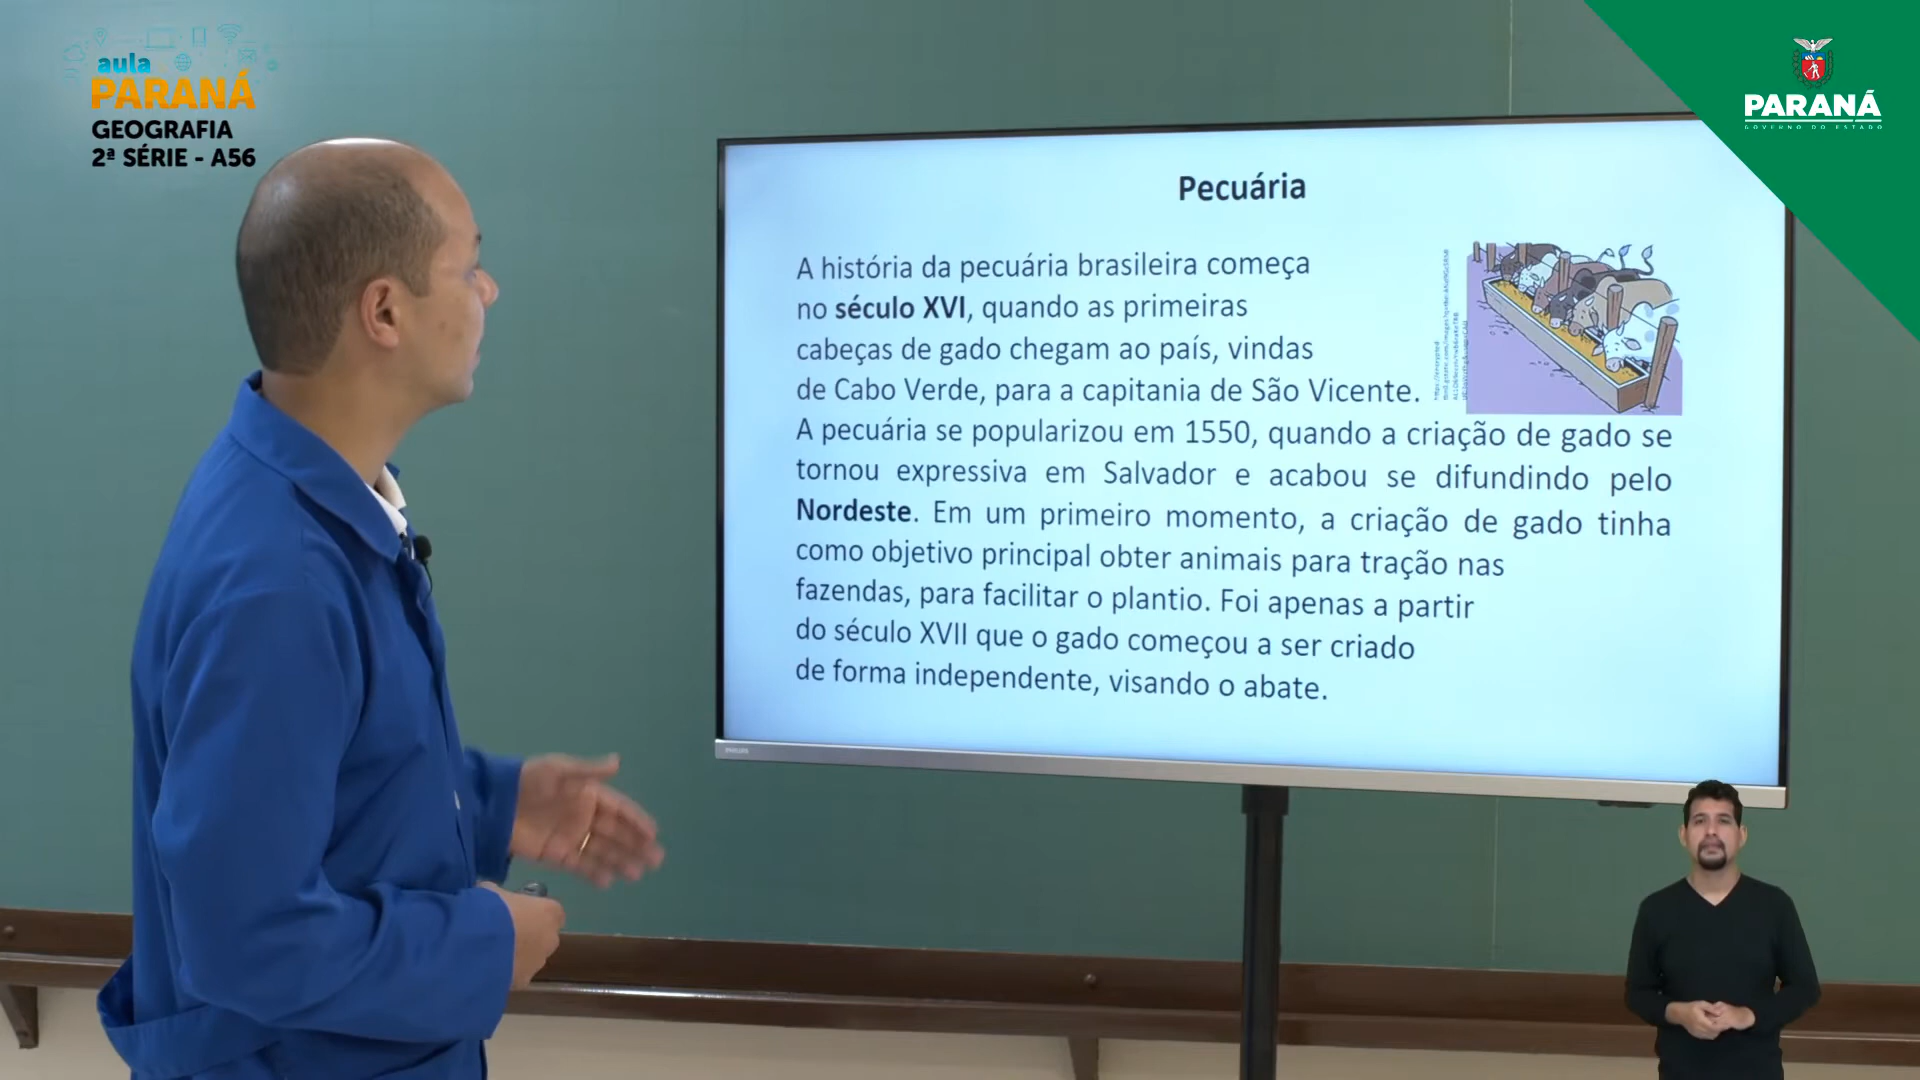 aula
PARANÁ
GEOGRAFIA
2ª SÉRIE - A56
PARANÁ
GOVERNO DO ESTADO
Pecuária
A história da pecuária brasileira começa
no século XVI, quando as primeiras
cabeças de gado chegam ao país, vindas
de Cabo Verde, para a capitania de São Vicente.
A pecuária se popularizou em 1550, quando a criação de gado se
tornou expressiva em Salvador e acabou se difundindo pelo
Nordeste. Em um primeiro momento, a criação de gado tinha
como objetivo principal obter animais para tração nas
fazendas, para facilitar o plantio. Foi apenas a partir
do século XVII que o gado começou a ser criado
de forma independente, visando o abate.
PHILIPS